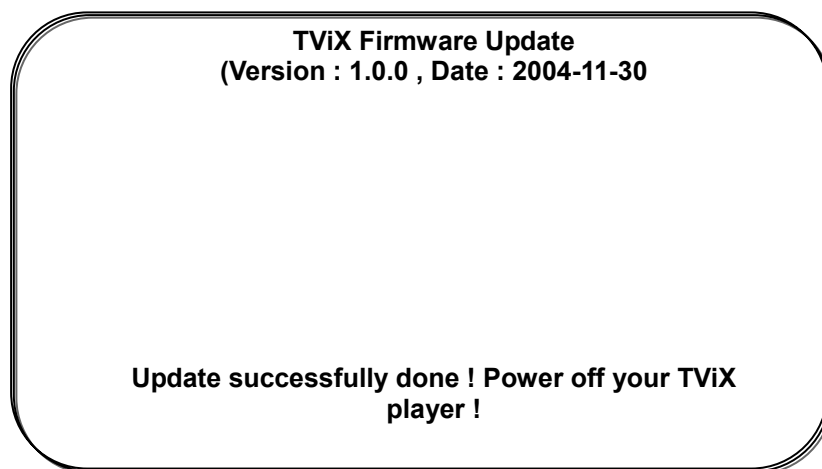 TViX Firmware Update
(Version : 1.0.0 , Date : 2004-11-30
Update successfully done ! Power off your TViX
player !